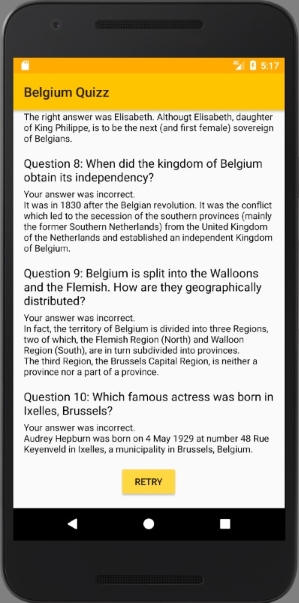 5:17
Belgium Quizz
The right answer was Elisabeth. Althougt Elisabeth, daughter
of King Philippe, is to be the next (and first female) sovereign
of Belgians.
Question 8: When did the kingdom of Belgium
obtain its independency?
Your answer was incorrect.
It was in 1830 after the Belgian revolution. It was the conflict
which led to the secession of the southern provinces (mainly
the former Southern Netherlands) from the United Kingdom
of the Netherlands and established an independent Kingdom
of Belgium.
Question 9: Belgium is split into the Walloons
and the Flemish. How are they geographically
distributed?
Your answer was incorrect.
In fact, the territory of Belgium is divided into three Regions,
two of which, the Flemish Region (North) and Walloon
Region (South), are in turn subdivided into provinces.
The third Region, the Brussels Capital Region, is neither a
province nor a part of a province.
Question 10: Which famous actress was born in
Ixelles, Brussels?
Your answer was incorrect.
Audrey Hepburn was born on 4 May 1929 at number 48 Rue
Keyenveld in Ixelles, a municipality in Brussels, Belgium.
RETRY